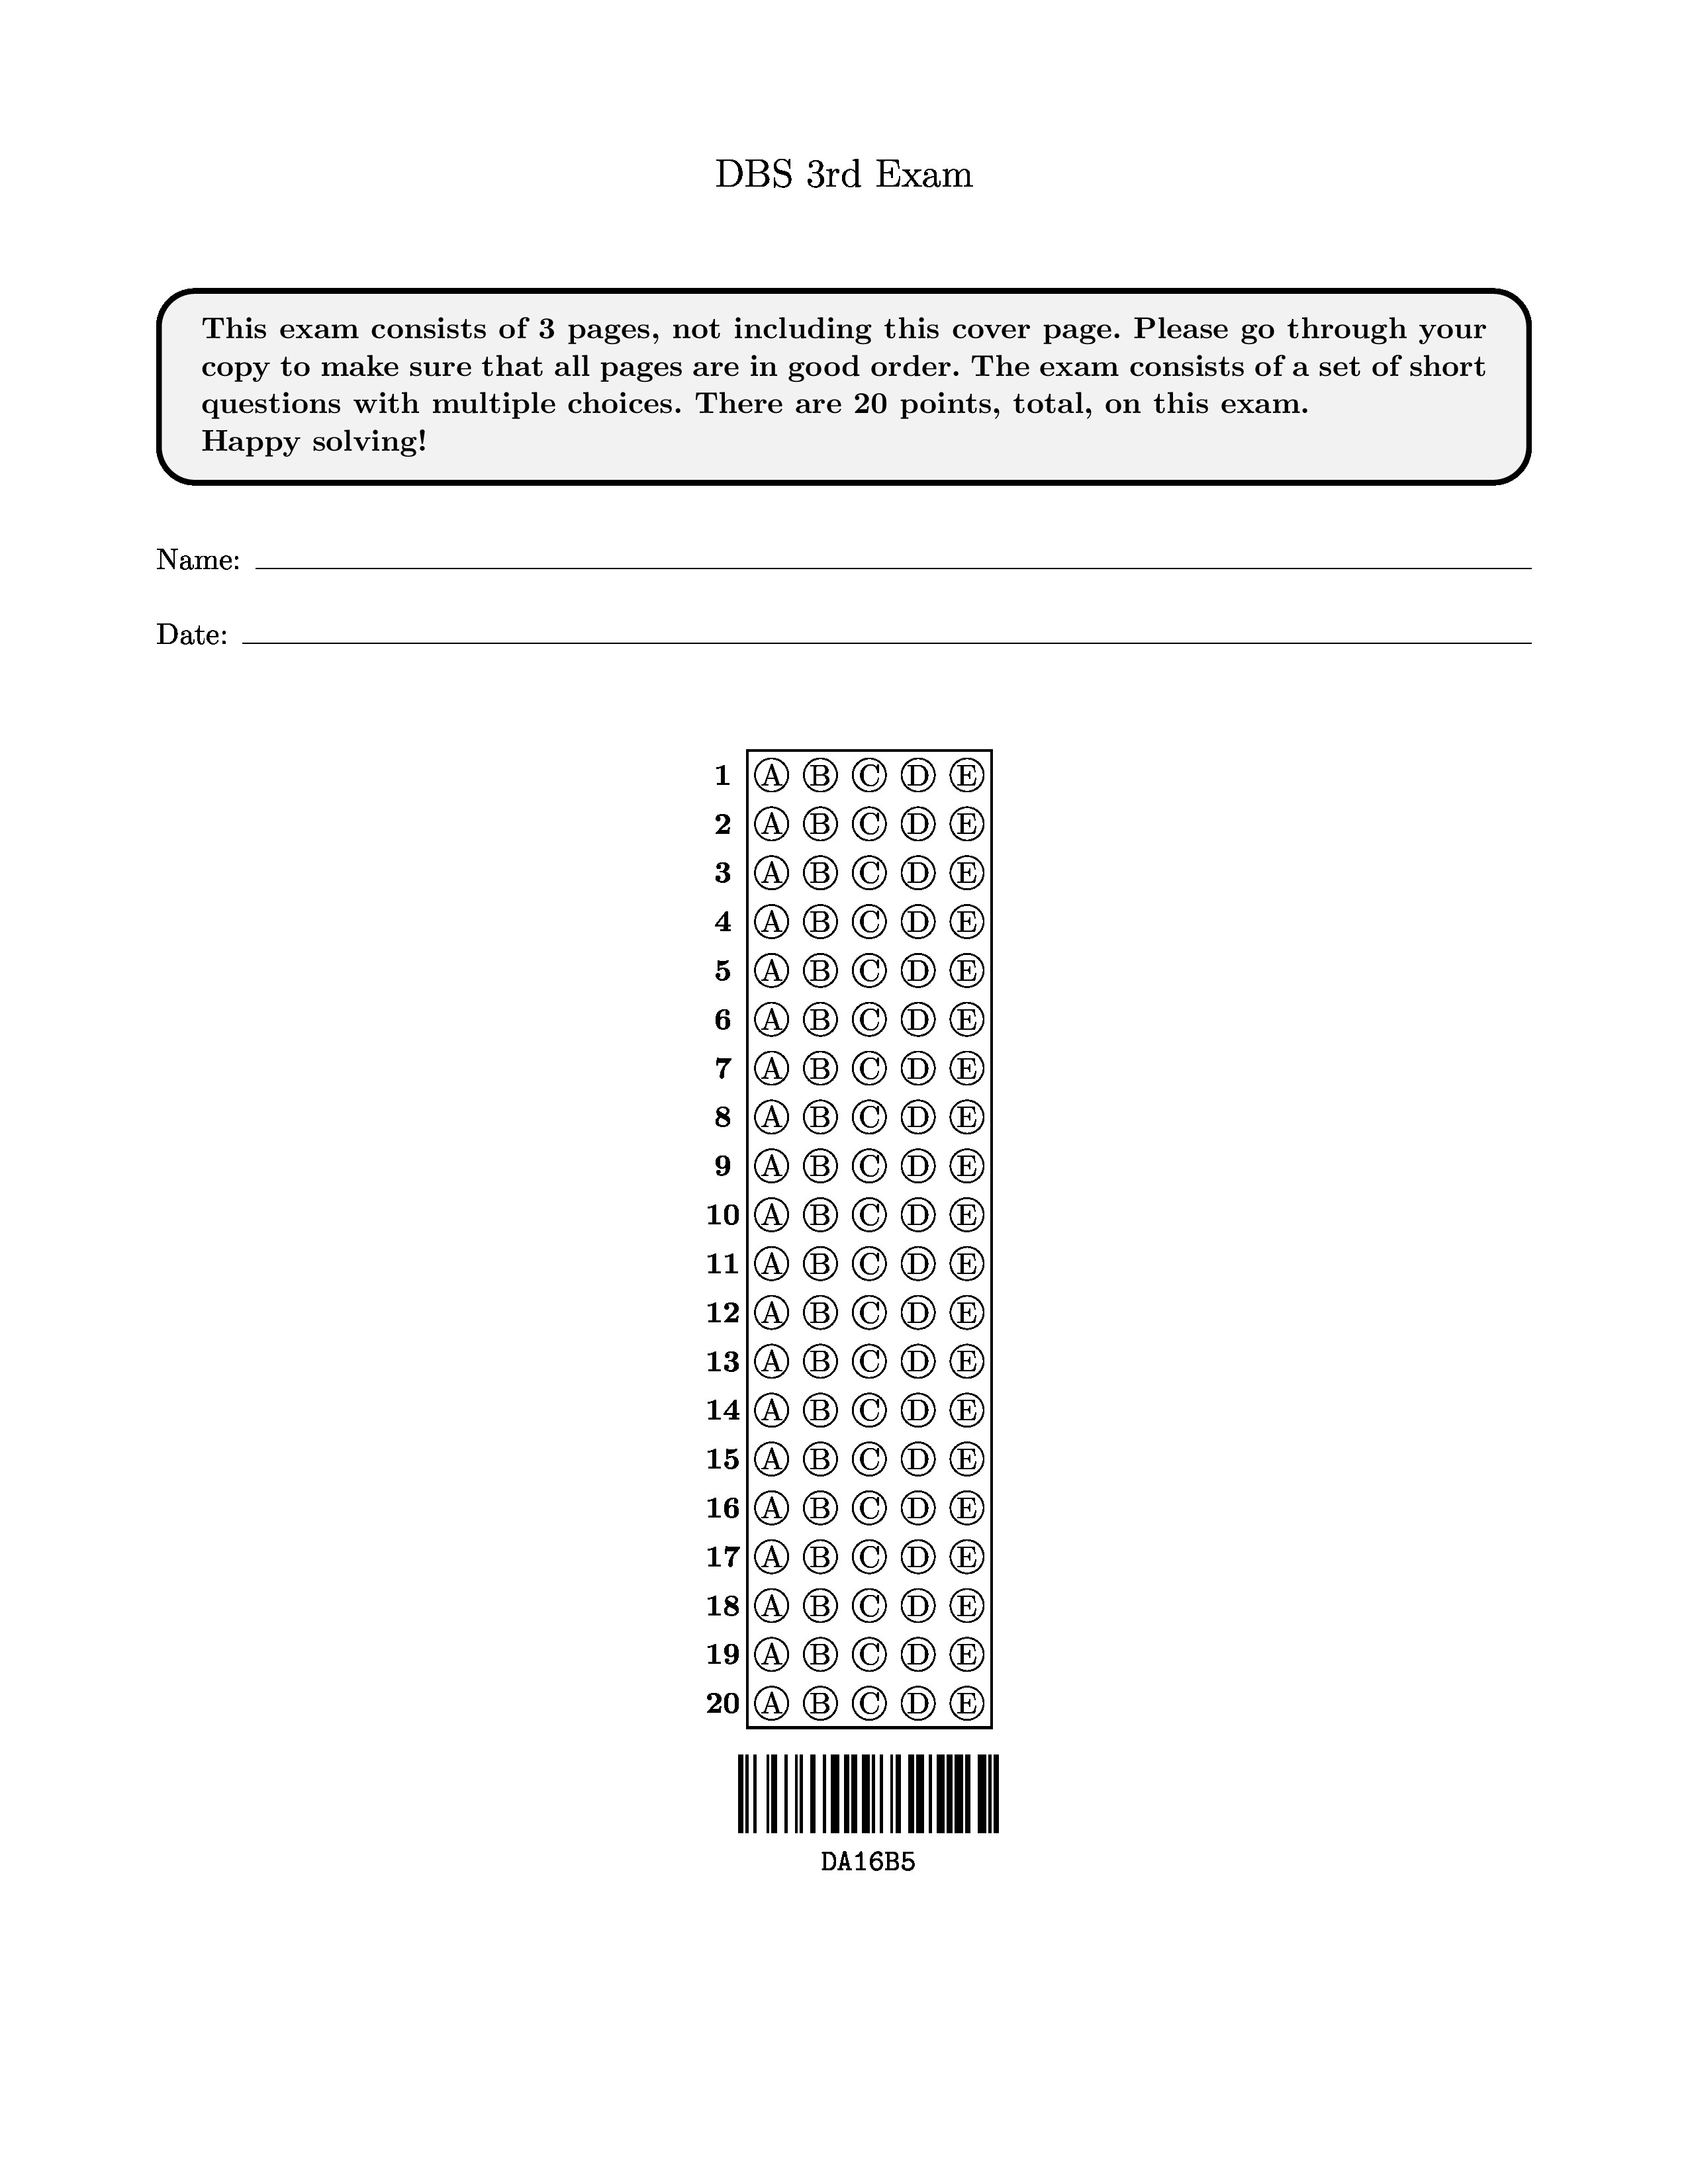 DBS 3rd Exam
This exam consists of 3 pages, not including this cover page. Please go through your
copy to make sure that all pages are in good order. The exam consists of a set of short
questions with multiple choices. There are 20 points, total, on this exam.
Happy solving!
Name:
Date:
1 A B C D E
2 A B C D E
3 A B C D E
4 A B C D E
5 A B C D E
6 A B C D E
7 A B C D E
8 A B C D E
9 A B C D E
10 A B C D E
11 A B C D E
12 A B C D E
13 A B C D E
14 A B C D E
15 A B C D E
16 A B C D E
17 A B C D E
18 A B C D E
19 A B C D E
20 A B C D E
DA16B5